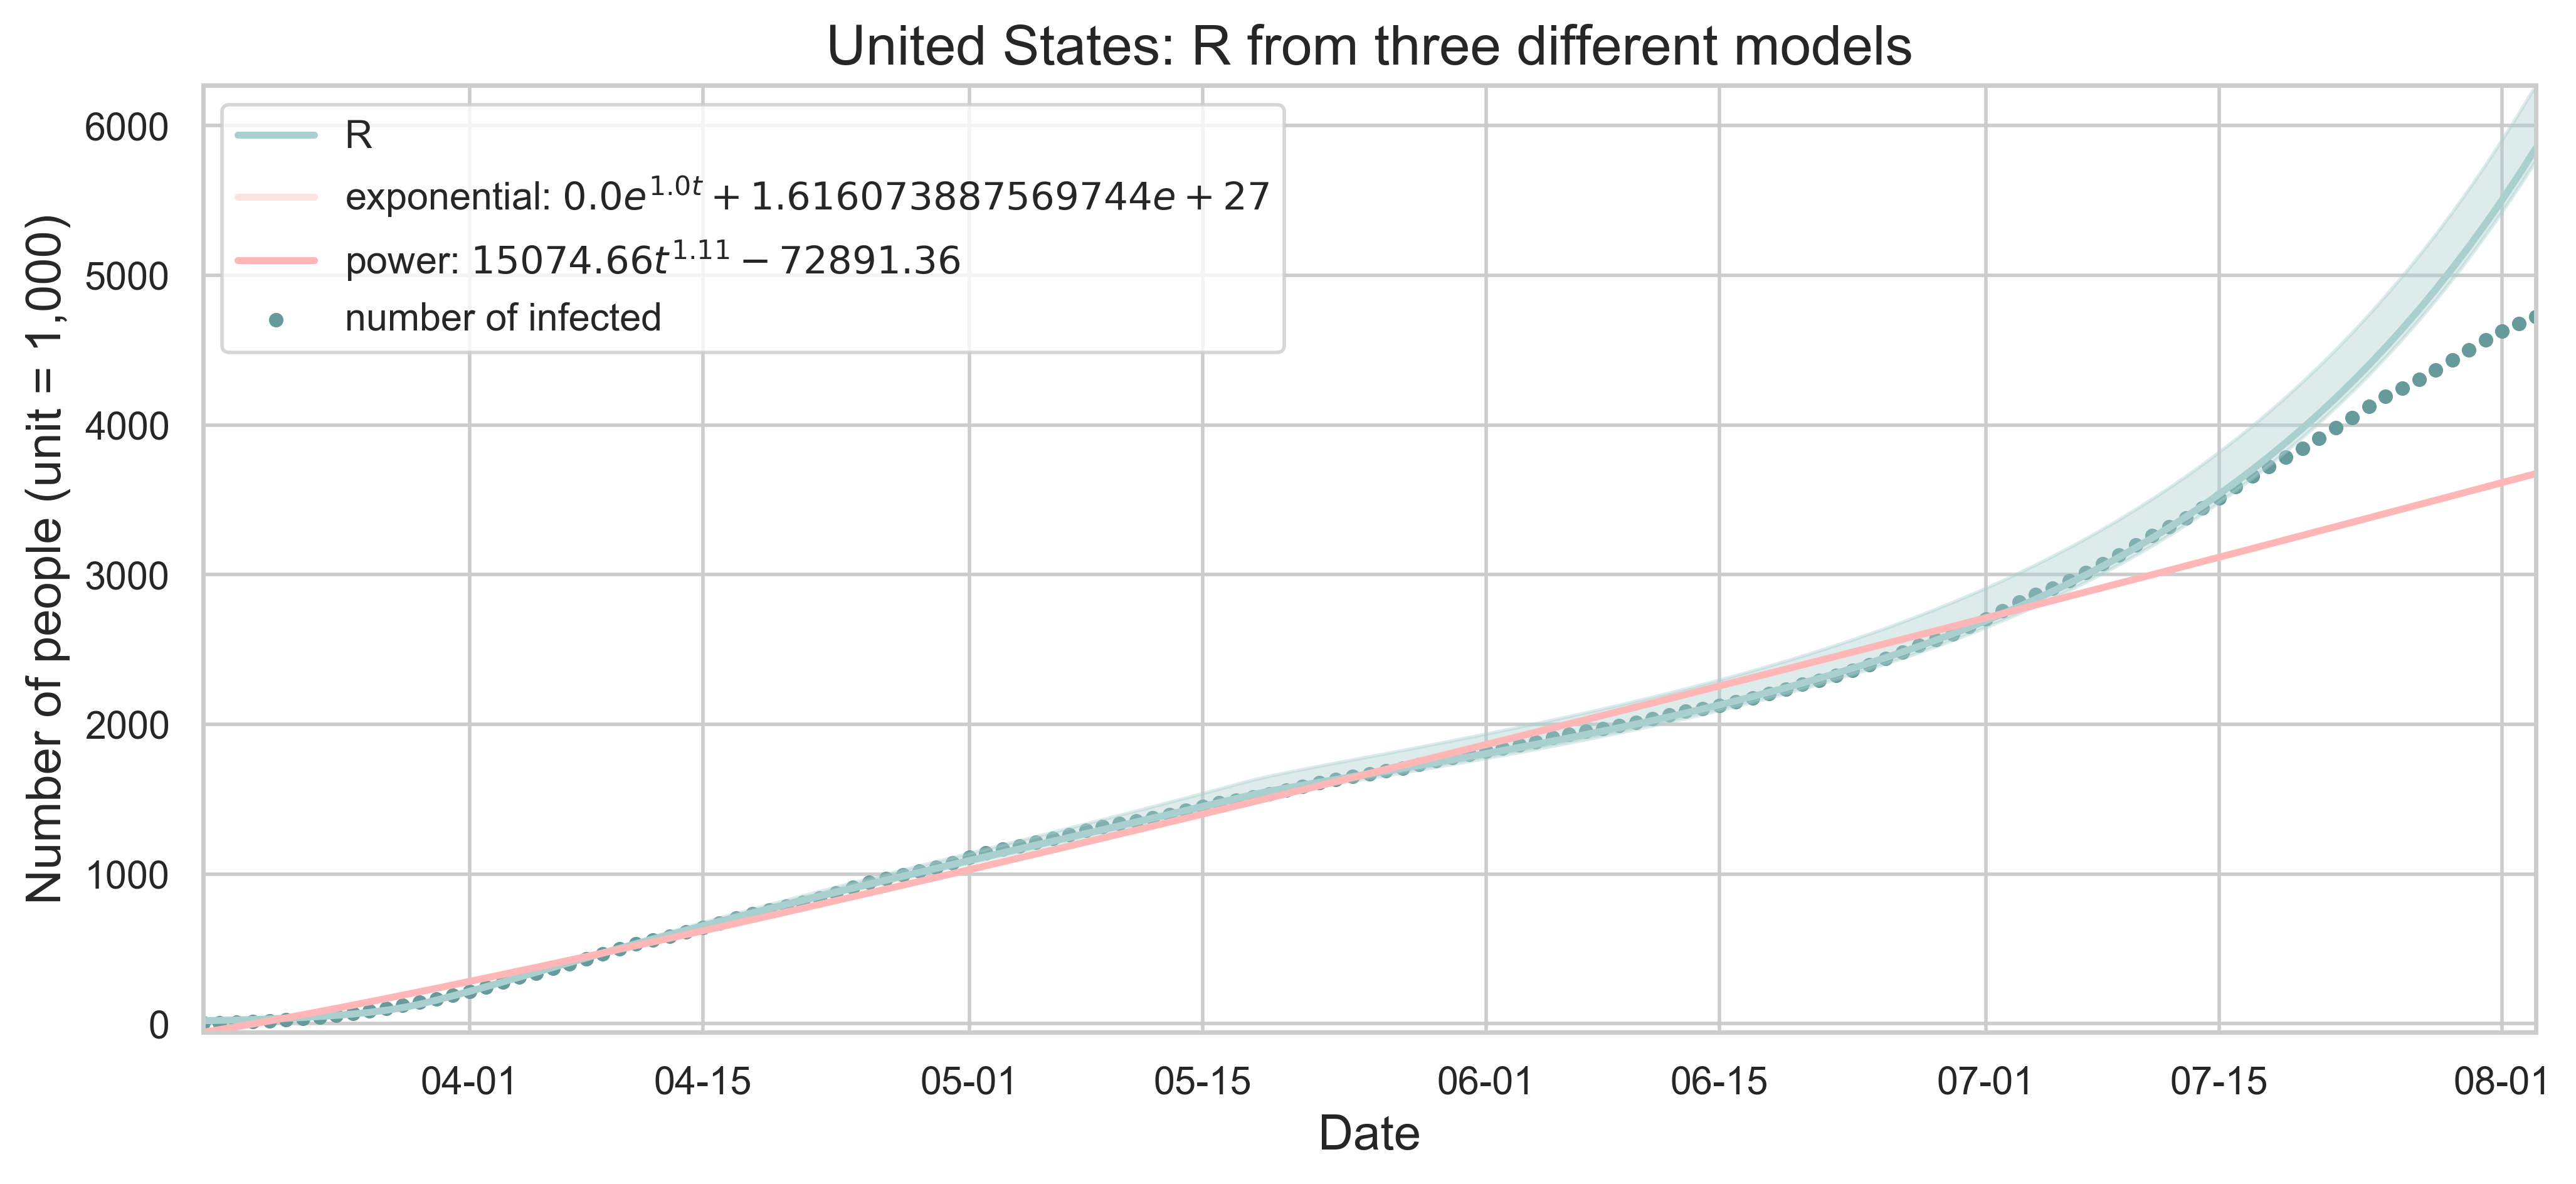 United States: R from three different models
Number of people (unit = 1,000)
6000
5000
4000
3000
2000
1000
0
R
exponential: 0.0e^{1.0t} + 1.6160738875697​44e + 27
power: 15074.66t^{1.11} − 72891.36
number of infected
04-01 04-15 05-01 05-15 06-01 06-15 07-01 07-15 08-01
Date